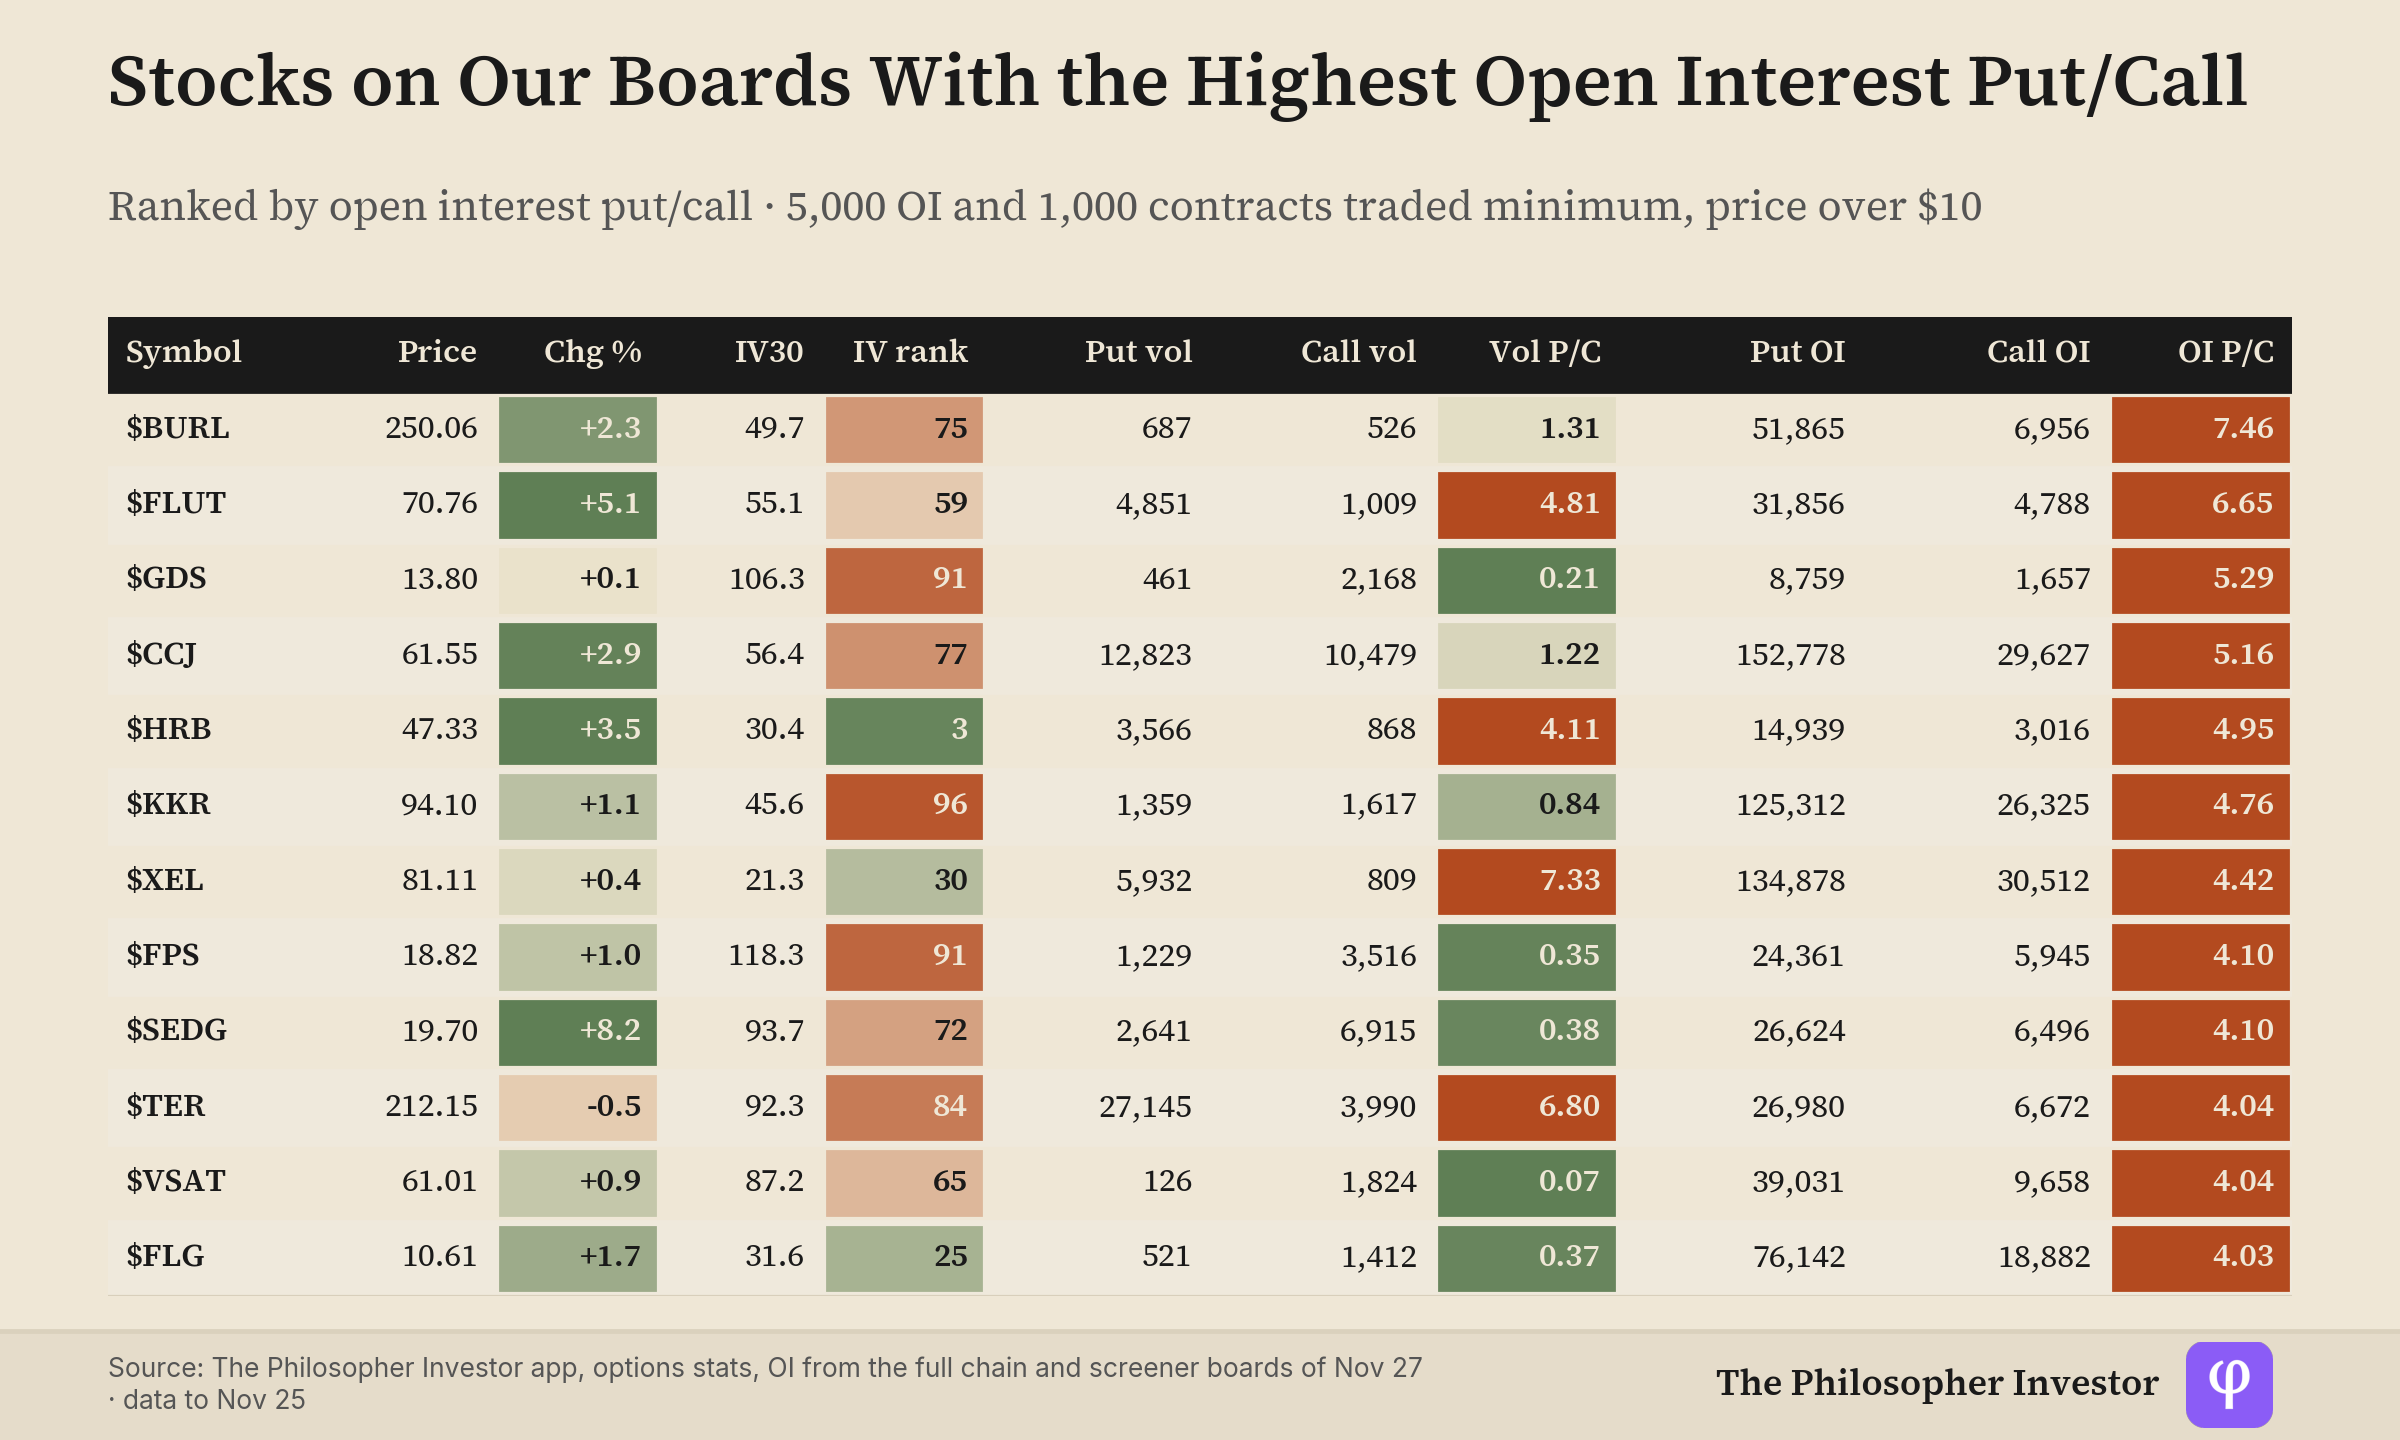 Stocks on Our Boards With the Highest Open Interest Put/Call
Ranked by open interest put/call · 5,000 OI and 1,000 contracts traded minimum, price over $10
Symbol Price Chg % IV30 IV rank Put vol Call vol Vol P/C Put OI Call OI OI P/C
$BURL 250.06 +2.3 49.7 75 687 526 1.31 51,865 6,956 7.46
$FLUT 70.76 +5.1 55.1 59 4,851 1,009 4.81 31,856 4,788 6.65
$GDS 13.80 +0.1 106.3 91 461 2,168 0.21 8,759 1,657 5.29
$CCJ 61.55 +2.9 56.4 77 12,823 10,479 1.22 152,778 29,627 5.16
$HRB 47.33 +3.5 30.4 3 3,566 868 4.11 14,939 3,016 4.95
$KKR 94.10 +1.1 45.6 96 1,359 1,617 0.84 125,312 26,325 4.76
$XEL 81.11 +0.4 21.3 30 5,932 809 7.33 134,878 30,512 4.42
$FPS 18.82 +1.0 118.3 91 1,229 3,516 0.35 24,361 5,945 4.10
$SEDG 19.70 +8.2 93.7 72 2,641 6,915 0.38 26,624 6,496 4.10
$TER 212.15 -0.5 92.3 84 27,145 3,990 6.80 26,980 6,672 4.04
$VSAT 61.01 +0.9 87.2 65 126 1,824 0.07 39,031 9,658 4.04
$FLG 10.61 +1.7 31.6 25 521 1,412 0.37 76,142 18,882 4.03
Source: The Philosopher Investor app, options stats, OI from the full chain and screener boards of Nov 27
· data to Nov 25
The Philosopher Investor φ